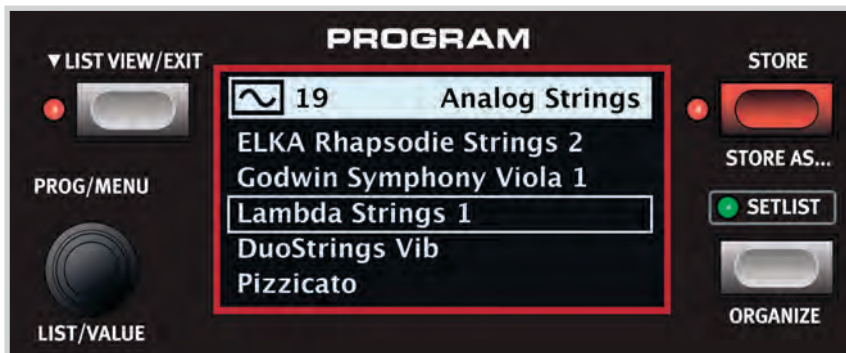 PROGRAM
▼ LIST VIEW/EXIT
STORE
19 Analog Strings
ELKA Rhapsodie Strings 2
Godwin Symphony Viola 1
Lambda Strings 1
DuoStrings Vib
Pizzicato
PROG/MENU
LIST/VALUE
STORE AS...
SETLIST
ORGANIZE